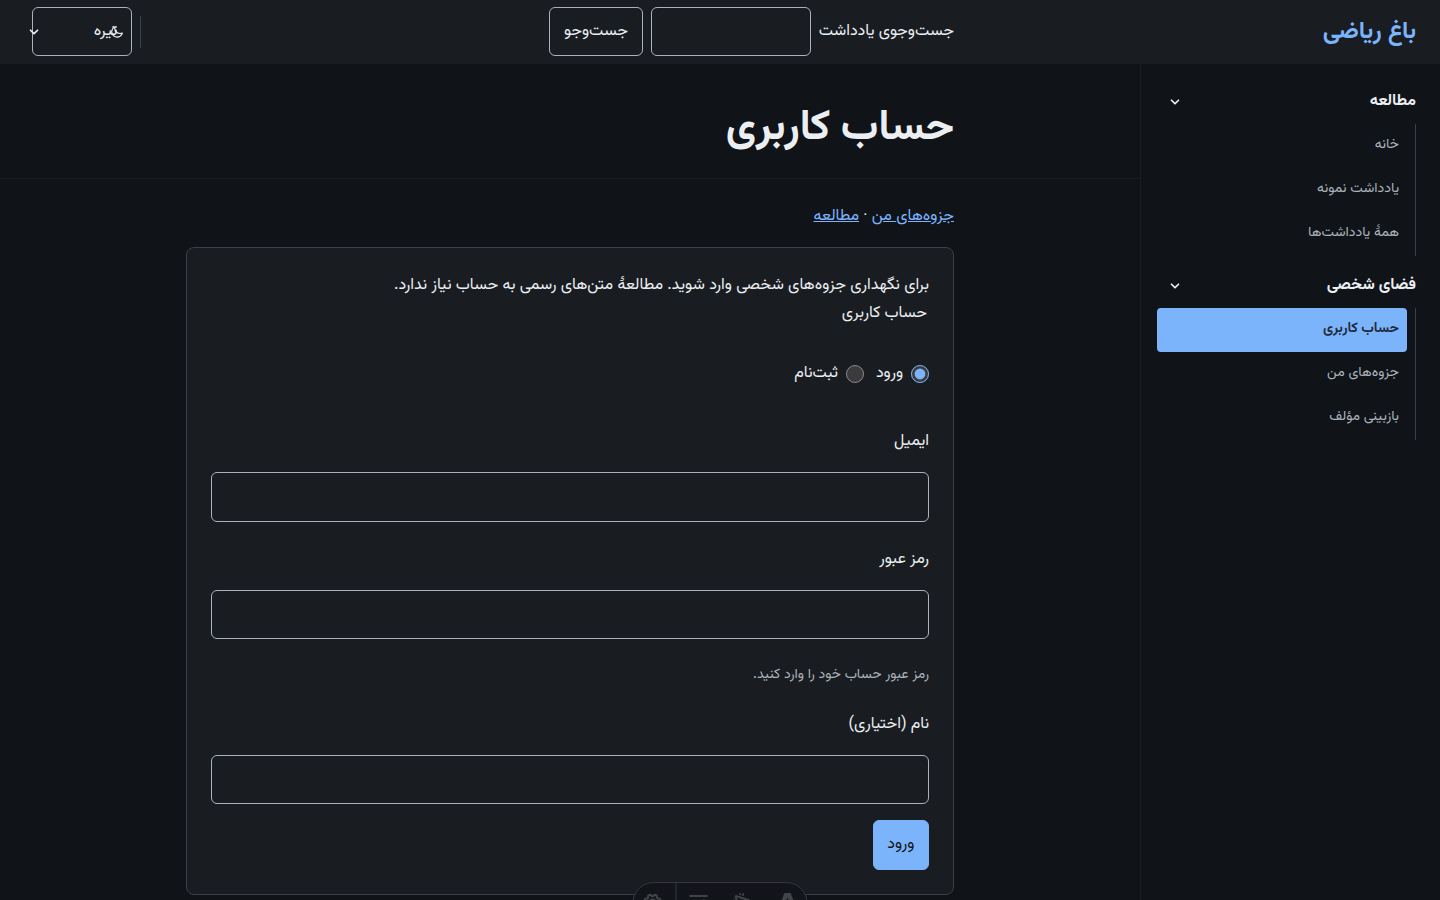 باغ ریاضی
جست‌وجوی یادداشت
جست‌وجو
تیره
مطالعه
خانه
یادداشت نمونه
همهٔ یادداشت‌ها
فضای شخصی
حساب کاربری
جزوه‌های من
بازبینی مؤلف
حساب کاربری
جزوه‌های من · مطالعه
برای نگهداری جزوه‌های شخصی وارد شوید. مطالعهٔ متن‌های رسمی به حساب نیاز ندارد.
حساب کاربری
ورود ثبت‌نام
ایمیل
رمز عبور
رمز عبور حساب خود را وارد کنید.
نام (اختیاری)
ورود